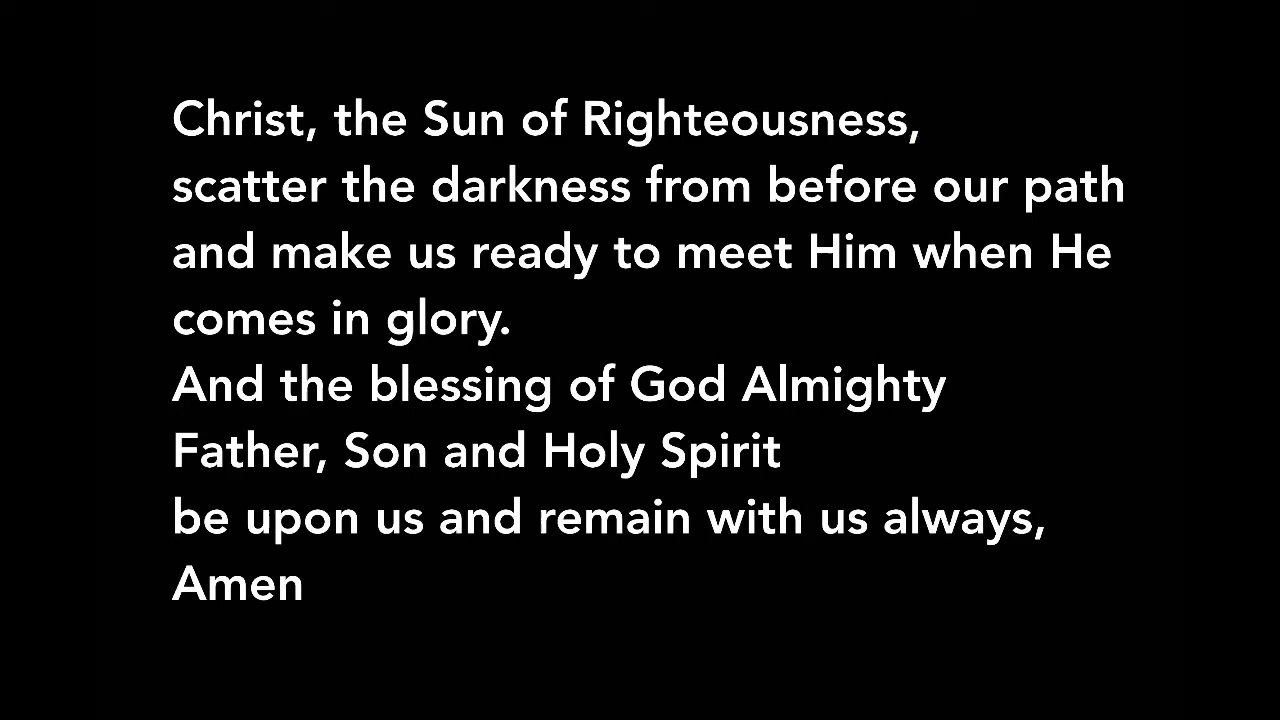 Christ, the Sun of Righteousness,
scatter the darkness from before our path
and make us ready to meet Him when He
comes in glory.
And the blessing of God Almighty
Father, Son and Holy Spirit
be upon us and remain with us always,
Amen